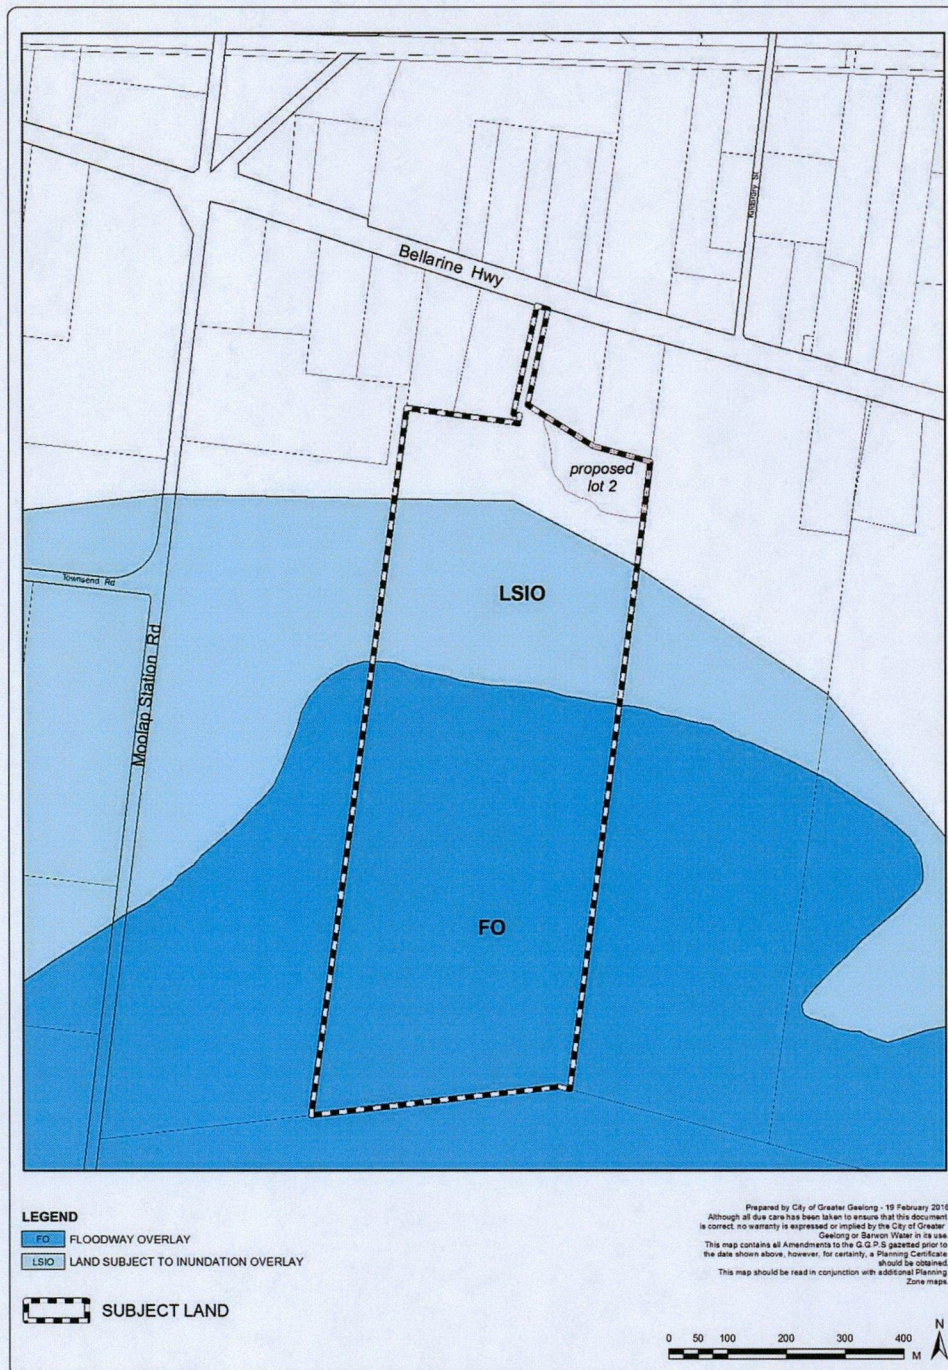 Bellarine Hwy
proposed
lot 2
LSIO
Townsend Rd
Moolap Station Rd
FO
LEGEND
FO FLOODWAY OVERLAY
LSIO LAND SUBJECT TO INUNDATION OVERLAY
SUBJECT LAND
Prepared by City of Greater Geelong - 19 February 2016
Although all due care has been taken to ensure that this document
is correct, no warranty is expressed or implied by the City of Greater
Geelong or Barwon Water in its use.
This map contains all Amendments to the G.G.P.S gazetted prior to
the date shown above, however, for certainty, a Planning Certificate
should be obtained.
This map should be read in conjunction with additional Planning
Zone maps.
0 50 100 200 300 400
M
N